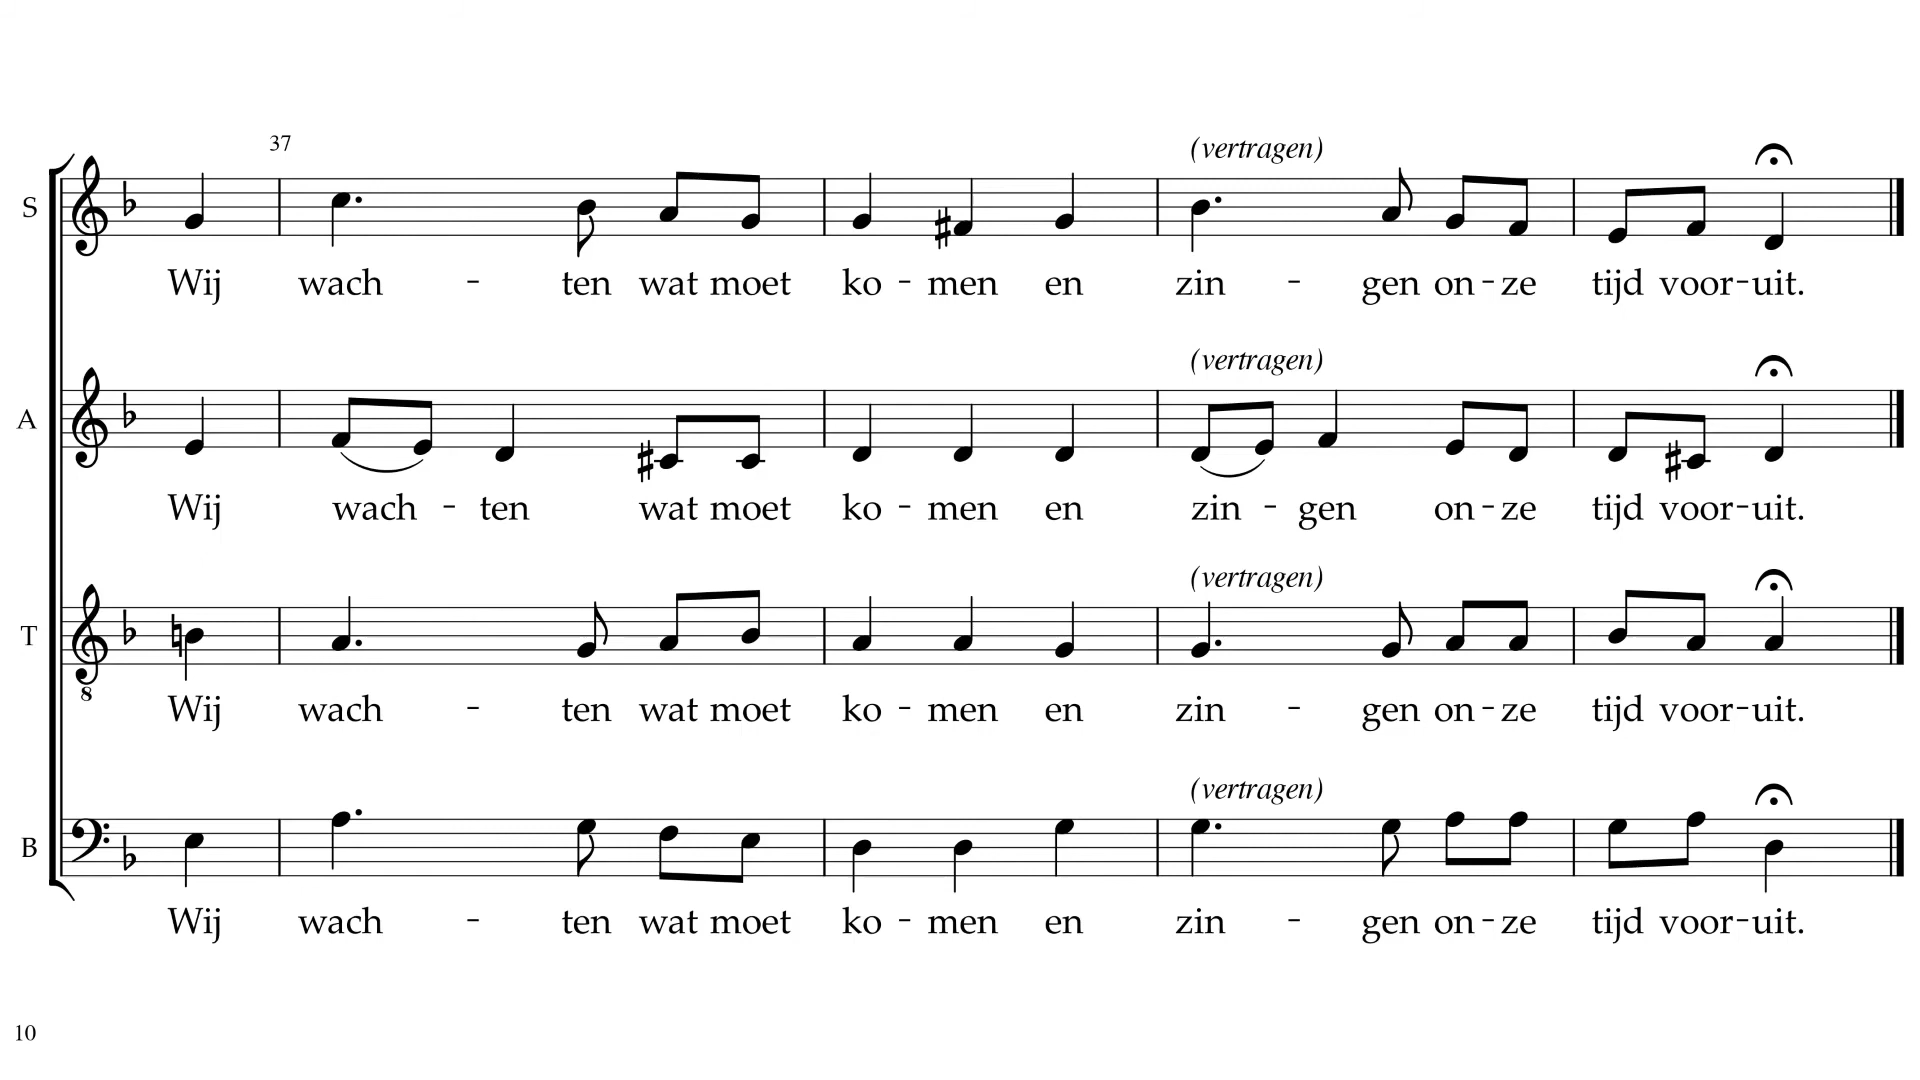 37
(vertragen)
S
Wij wach - ten wat moet ko - men en zin - gen on - ze tijd voor - uit.
(vertragen)
A
Wij wach - ten wat moet ko - men en zin - gen on - ze tijd voor - uit.
(vertragen)
T
8
Wij wach - ten wat moet ko - men en zin - gen on - ze tijd voor - uit.
(vertragen)
B
Wij wach - ten wat moet ko - men en zin - gen on - ze tijd voor - uit.
10